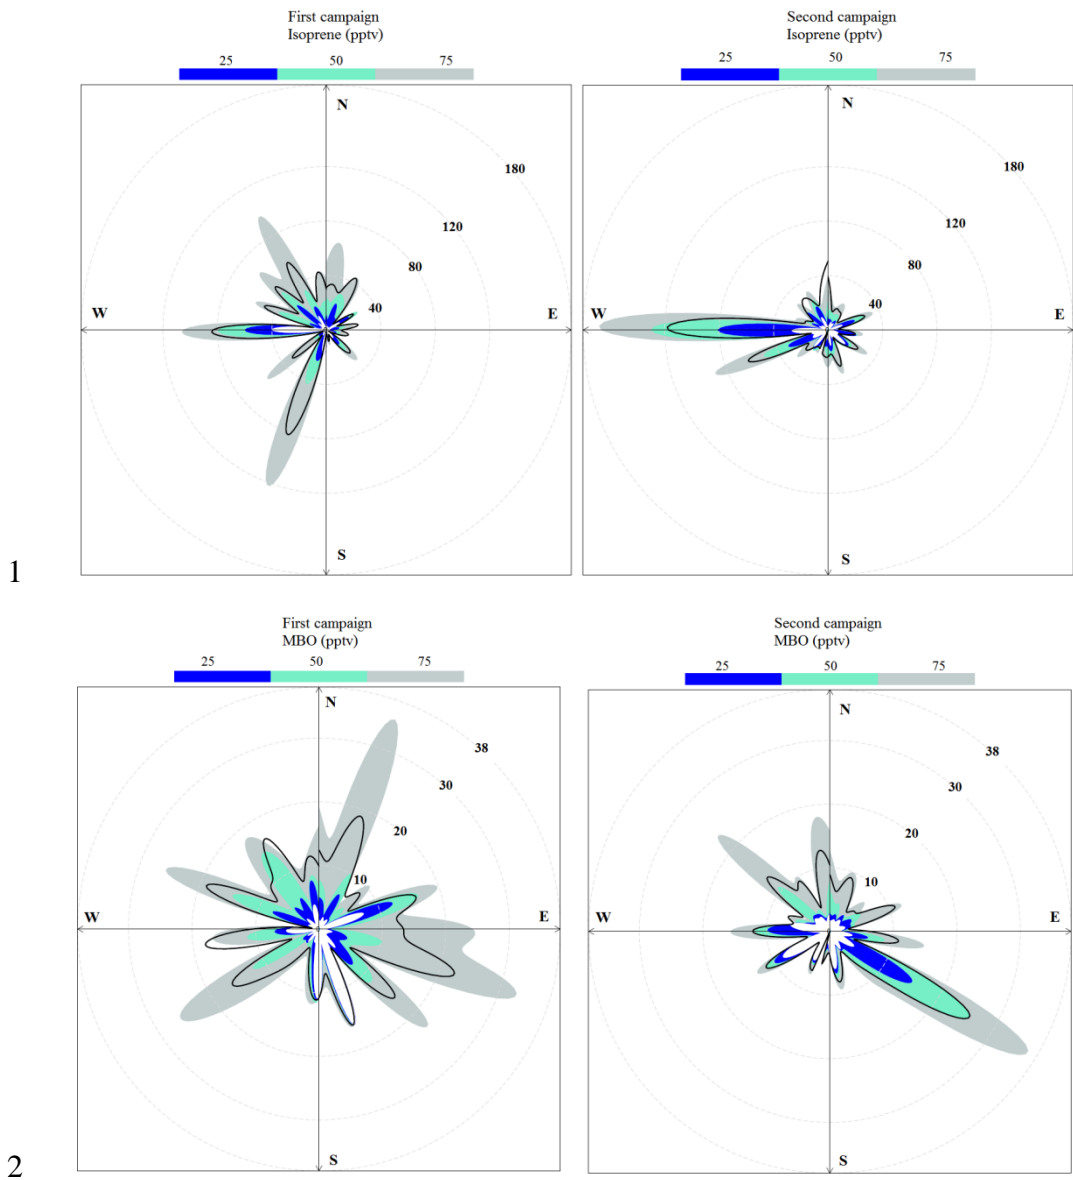 First campaign
Isoprene (pptv)
25 50 75
N
180
120
80
40
W
E
S
Second campaign
Isoprene (pptv)
25 50 75
N
180
120
80
40
W
E
S
1
First campaign
MBO (pptv)
25 50 75
N
38
30
20
10
W
E
S
Second campaign
MBO (pptv)
25 50 75
N
38
30
20
10
W
E
S
2